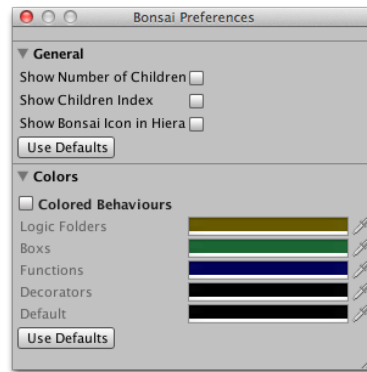 Bonsai Preferences
General
Show Number of Children
Show Children Index
Show Bonsai Icon in Hiera
Use Defaults
Colors
Colored Behaviours
Logic Folders
Boxs
Functions
Decorators
Default
Use Defaults